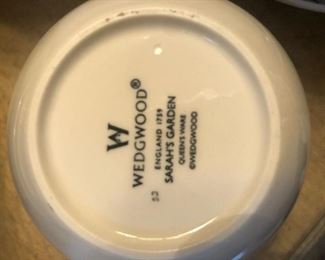 W
WEDGWOOD®
ENGLAND 1759
SARAH'S GARDEN
QUEEN'S WARE
©WEDGWOOD